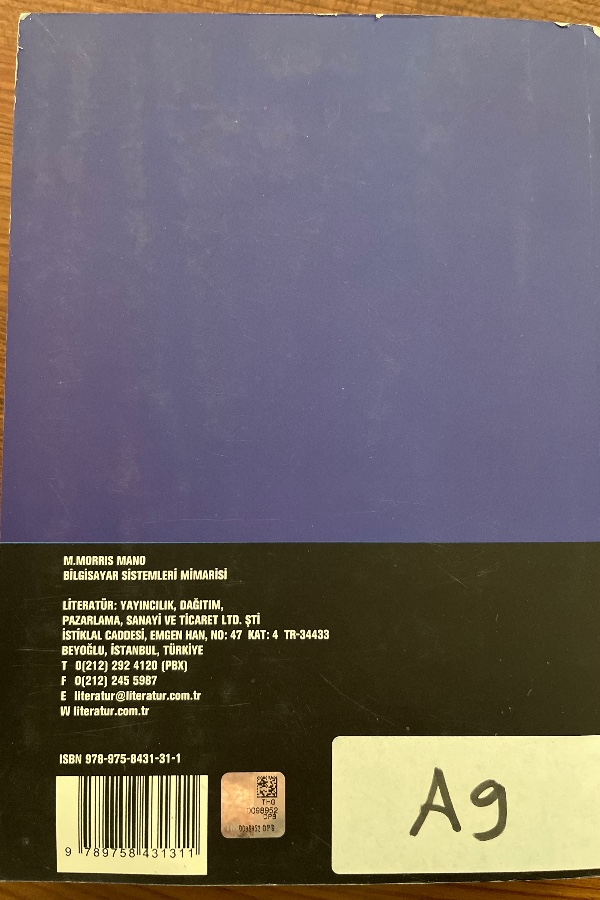 M.MORRIS MANO
BİLGİSAYAR SİSTEMLERİ MİMARİSİ
LİTERATÜR: YAYINCILIK, DAĞITIM,
PAZARLAMA, SANAYİ VE TİCARET LTD. ŞTİ
İSTİKLAL CADDESİ, EMGEN HAN, NO: 47 KAT: 4 TR-34433
BEYOĞLU, İSTANBUL, TÜRKİYE
T 0(212) 292 4120 (PBX)
F 0(212) 245 5987
E literatur@literatur.com.tr
W literatur.com.tr
ISBN 978-975-8431-31-1
9 789758 431311
0098952
0098952 DPB
A9